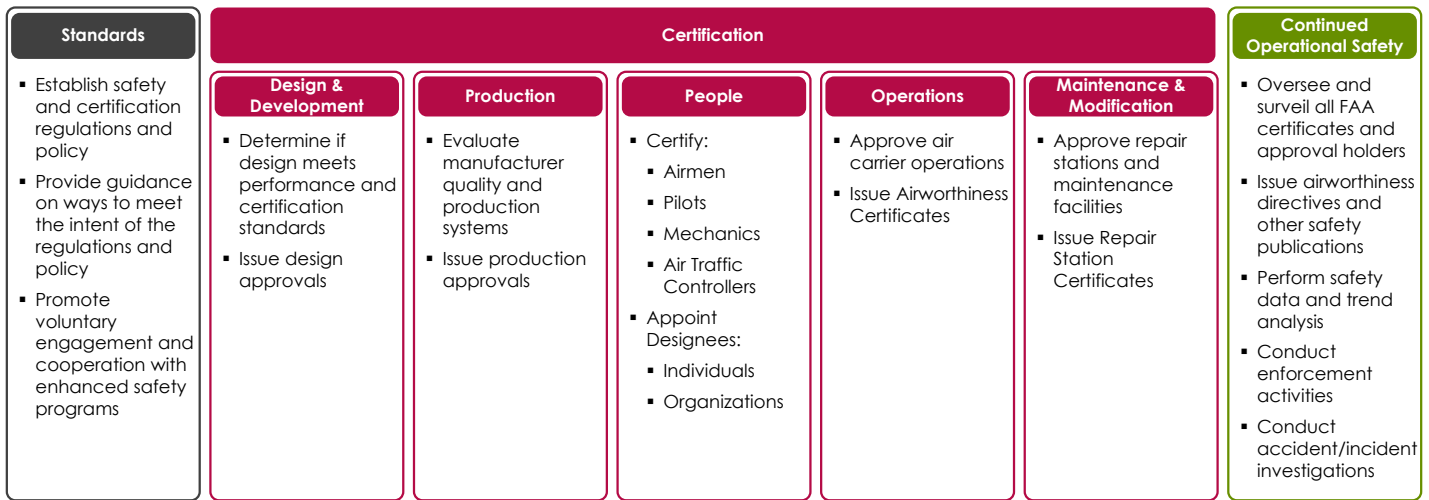 Standards
▪ Establish safety
and certification
regulations and
policy
▪ Provide guidance
on ways to meet
the intent of the
regulations and
policy
▪ Promote
voluntary
engagement and
cooperation with
enhanced safety
programs
Certification
Design &
Development
▪ Determine if
design meets
performance and
certification
standards
▪ Issue design
approvals
Production
▪ Evaluate
manufacturer
quality and
production
systems
▪ Issue production
approvals
People
▪ Certify:
▪ Airmen
▪ Pilots
▪ Mechanics
▪ Air Traffic
Controllers
▪ Appoint
Designees:
▪ Individuals
▪ Organizations
Operations
▪ Approve air
carrier operations
▪ Issue Airworthiness
Certificates
Maintenance &
Modification
▪ Approve repair
stations and
maintenance
facilities
▪ Issue Repair
Station
Certificates
Continued
Operational Safety
▪ Oversee and
surveil all FAA
certificates and
approval holders
▪ Issue airworthiness
directives and
other safety
publications
▪ Perform safety
data and trend
analysis
▪ Conduct
enforcement
activities
▪ Conduct
accident/incident
investigations